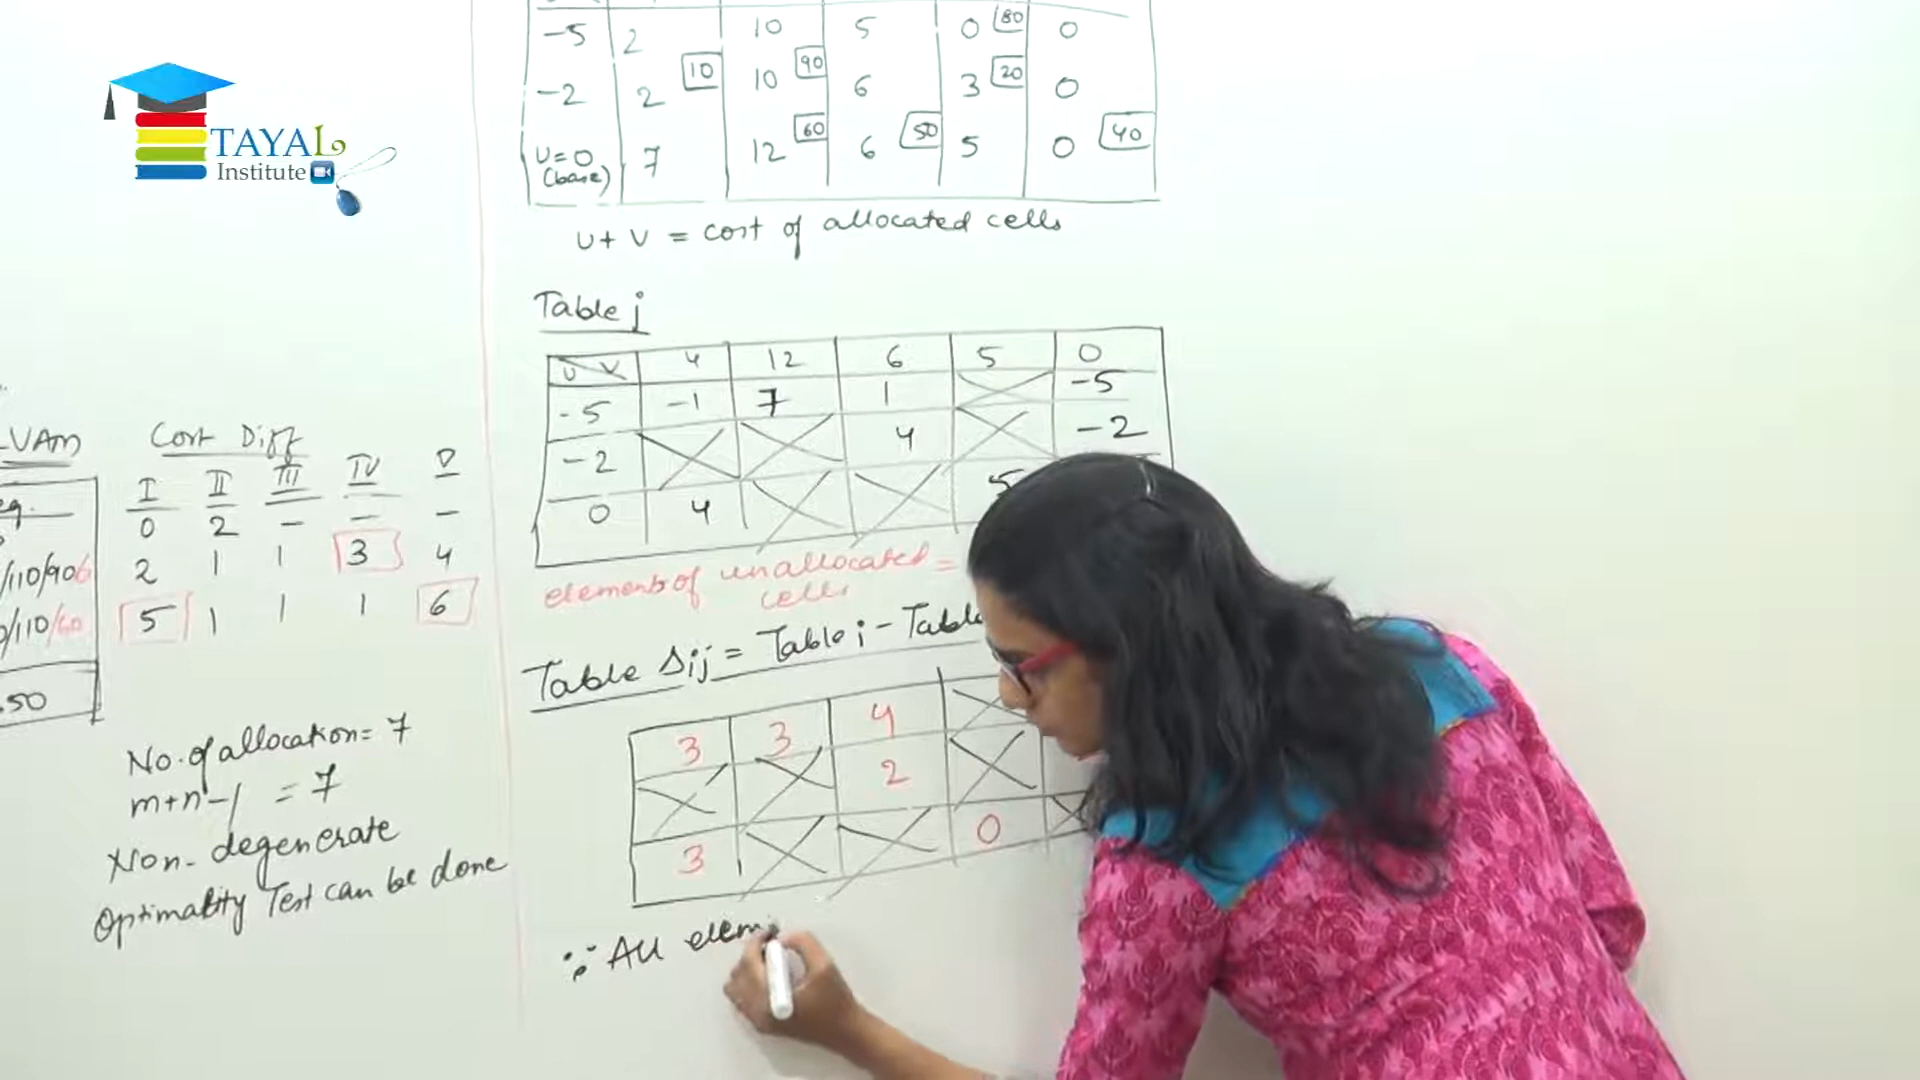 TAYAL
Institute
-5 2 10 5 0 80 0
-2 2 10 10 90 6 3 20 0
U=0 7 12 60 6 50 5 0 40
(base)
U+V = cost of allocated cells
Table j
U V 4 12 6 5 0
-5 -1 7 1 -5
-2 4 -2
0 4
elements of unallocated =
cells
Table Δij = Table i - Table
3 3 4
2
3 0
∵ All elem
VAM Cost Diff
I II III IV V
0 2 - - -
/110/90 2 1 1 3 4
/110/60 5 1 1 1 6
50
No. of allocation = 7
m+n-1 = 7
Non-degenerate
Optimality Test can be done